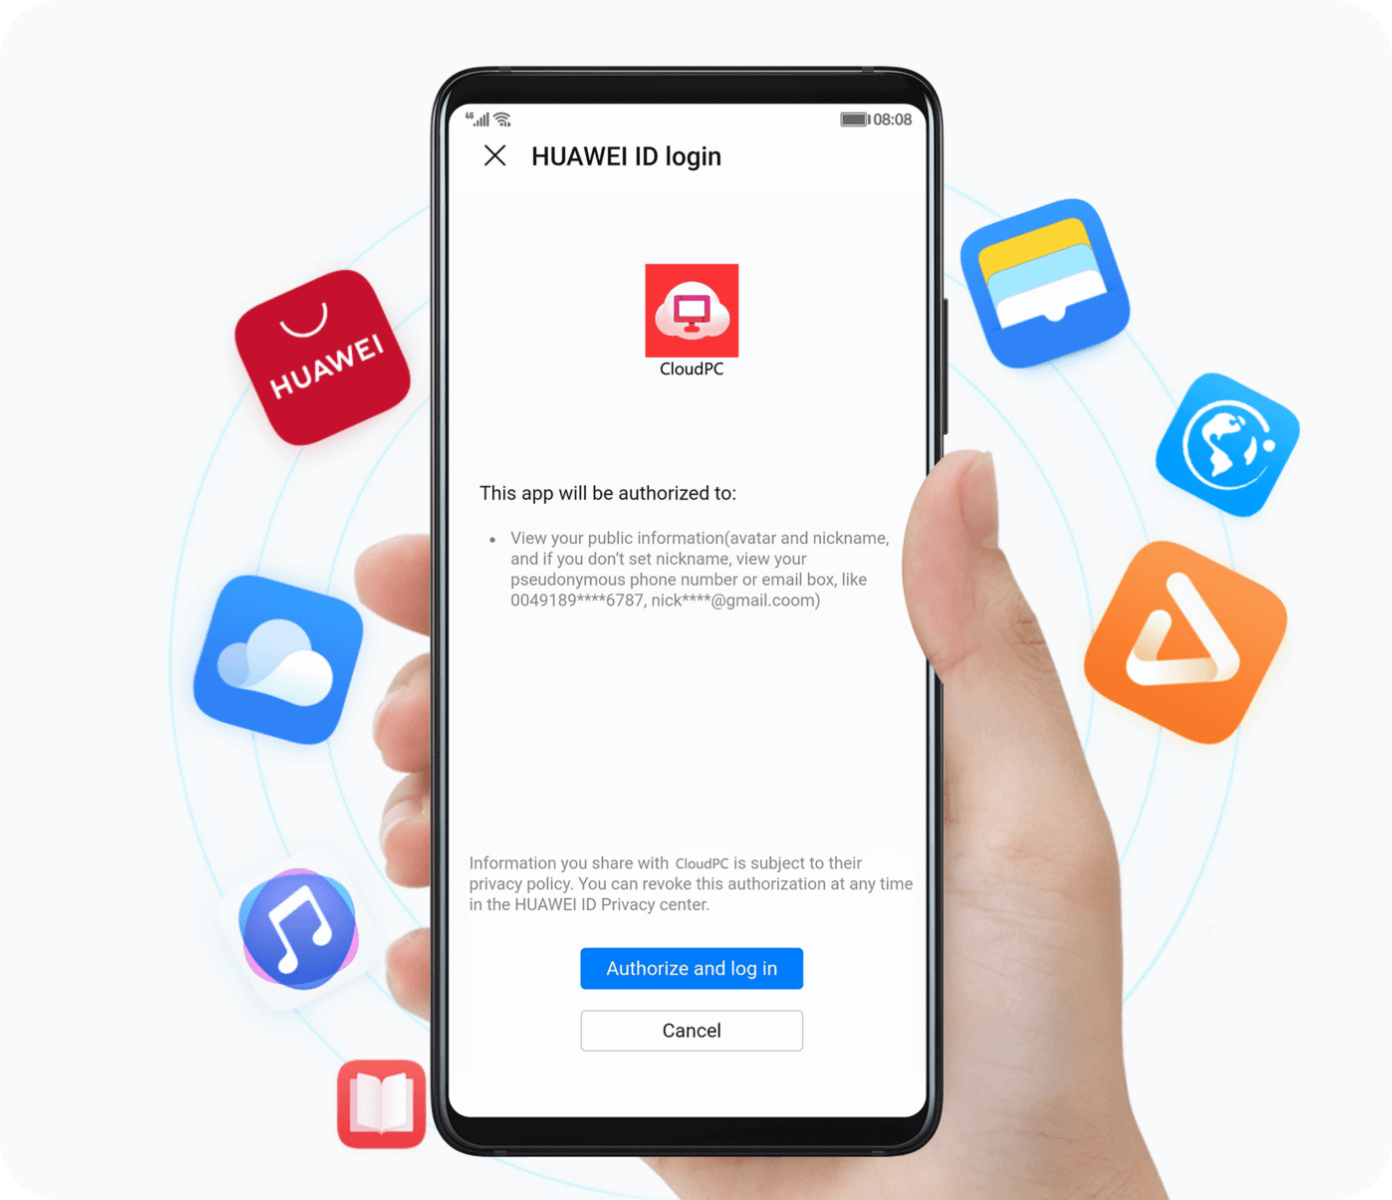 46
08:08
HUAWEI ID login
HUAWEI
CloudPC
This app will be authorized to:
• View your public information(avatar and nickname,
and if you don't set nickname, view your
pseudonymous phone number or email box, like
0049189****6787, nick****@gmail.coom)
Information you share with CloudPC is subject to their
privacy policy. You can revoke this authorization at any time
in the HUAWEI ID Privacy center.
Authorize and log in
Cancel